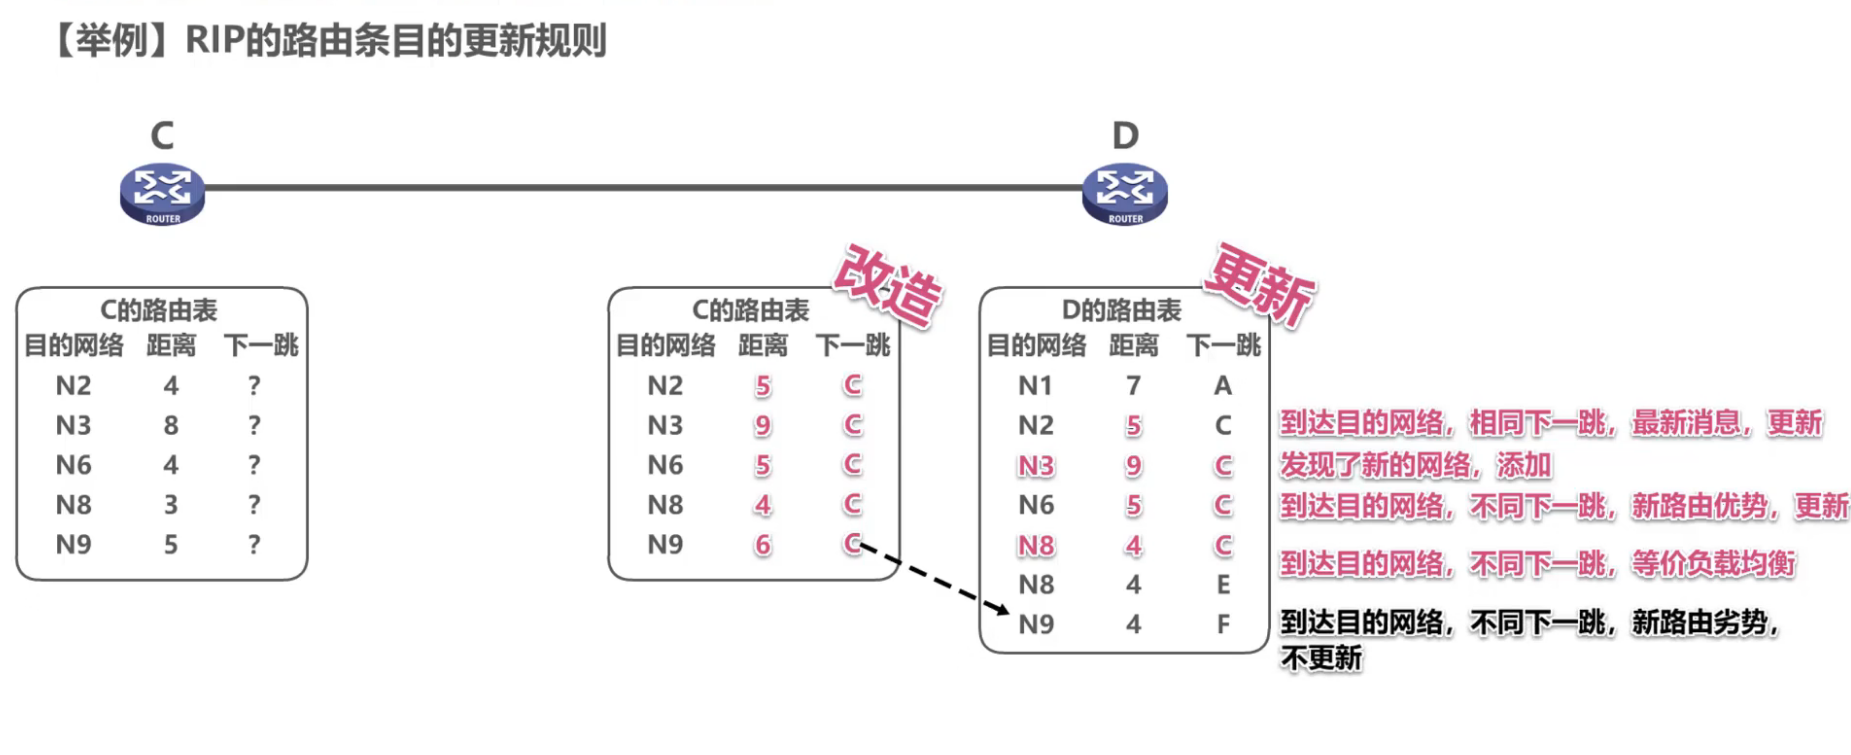 【举例】RIP的路由条目的更新规则
C
D
ROUTER
ROUTER
改造
更新
C的路由表
目的网络 距离 下一跳
N2 4 ?
N3 8 ?
N6 4 ?
N8 3 ?
N9 5 ?
C的路由表
目的网络 距离 下一跳
N2 5 C
N3 9 C
N6 5 C
N8 4 C
N9 6 C
D的路由表
目的网络 距离 下一跳
N1 7 A
N2 5 C
N3 9 C
N6 5 C
N8 4 C
N8 4 E
N9 4 F
到达目的网络，相同下一跳，最新消息，更新
发现了新的网络，添加
到达目的网络，不同下一跳，新路由优势，更新
到达目的网络，不同下一跳，等价负载均衡
到达目的网络，不同下一跳，新路由劣势，
不更新